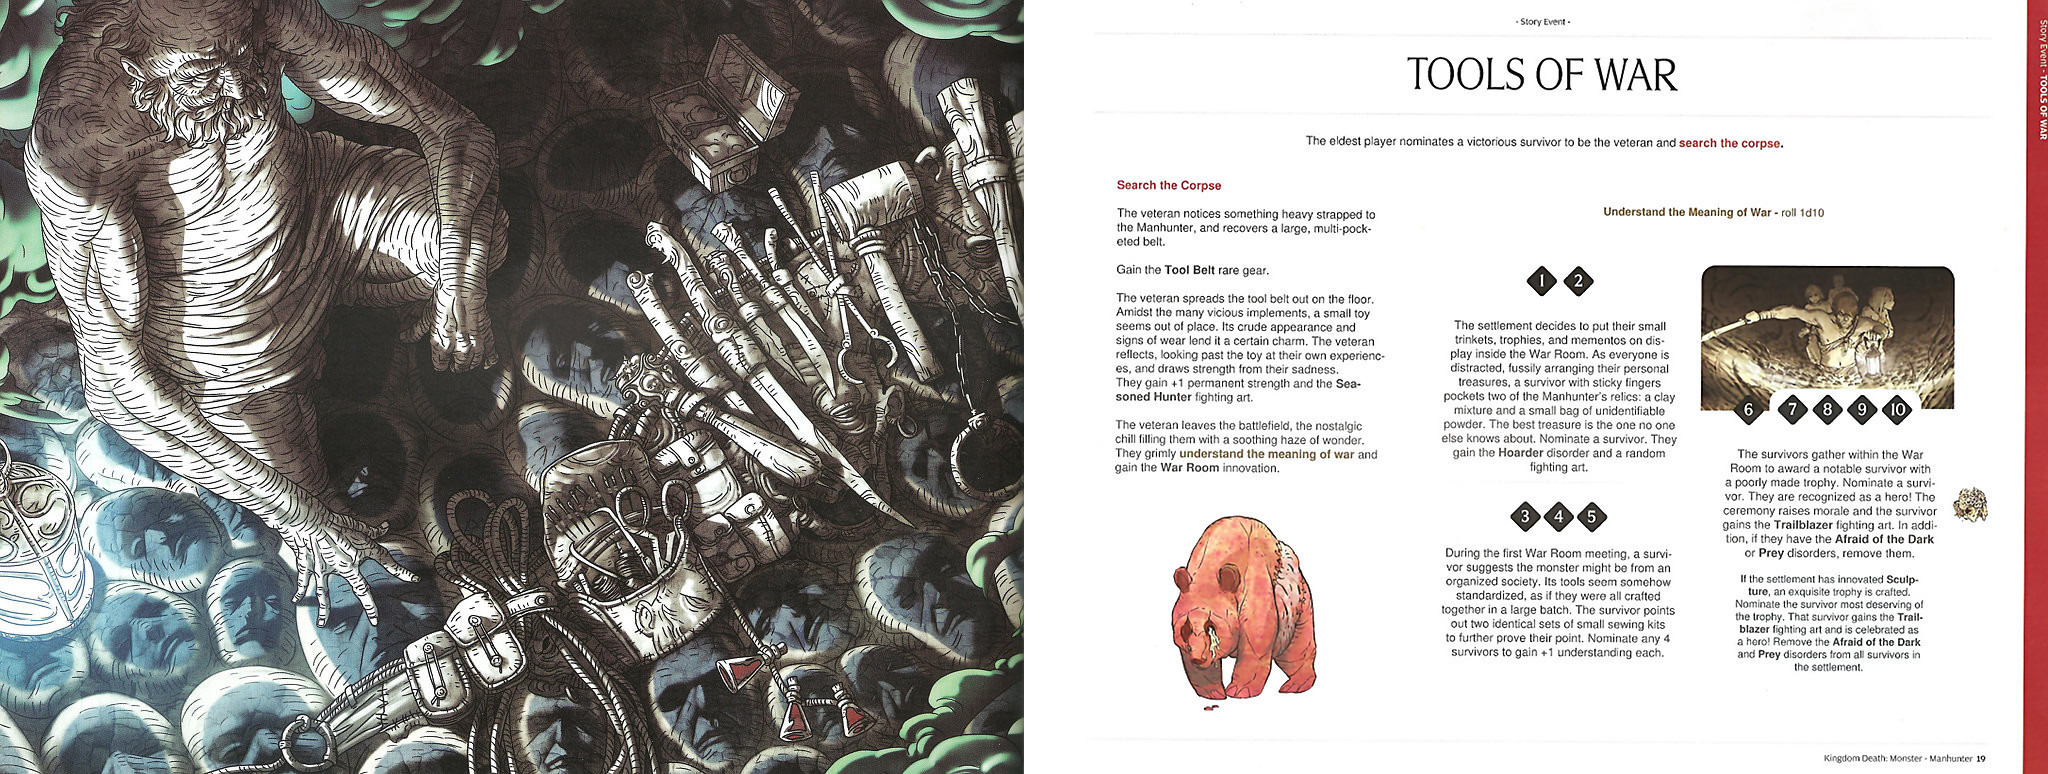 - Story Event -
TOOLS OF WAR
The eldest player nominates a victorious survivor to be the veteran and search the corpse.
Search the Corpse
The veteran notices something heavy strapped to
the Manhunter, and recovers a large, multi-pock-
eted belt.
Gain the Tool Belt rare gear.
The veteran spreads the tool belt out on the floor.
Amidst the many vicious implements, a small toy
seems out of place. Its crude appearance and
signs of wear lend it a certain charm. The veteran
reflects, looking past the toy at their own experienc-
es, and draws strength from their sadness.
They gain +1 permanent strength and the Sea-
soned Hunter fighting art.
The veteran leaves the battlefield, the nostalgic
chill filling them with a soothing haze of wonder.
They grimly understand the meaning of war and
gain the War Room innovation.
Understand the Meaning of War - roll 1d10
1 2
The settlement decides to put their small
trinkets, trophies, and mementos on dis-
play inside the War Room. As everyone is
distracted, fussily arranging their personal
treasures, a survivor with sticky fingers
pockets two of the Manhunter's relics: a clay
mixture and a small bag of unidentifiable
powder. The best treasure is the one no one
else knows about. Nominate a survivor. They
gain the Hoarder disorder and a random
fighting art.
3 4 5
During the first War Room meeting, a survi-
vor suggests the monster might be from an
organized society. Its tools seem somehow
standardized, as if they were all crafted
together in a large batch. The survivor points
out two identical sets of small sewing kits
to further prove their point. Nominate any 4
survivors to gain +1 understanding each.
6 7 8 9 10
The survivors gather within the War
Room to award a notable survivor with
a poorly made trophy. Nominate a survi-
vor. They are recognized as a hero! The
ceremony raises morale and the survivor
gains the Trailblazer fighting art. In addi-
tion, if they have the Afraid of the Dark
or Prey disorders, remove them.
If the settlement has innovated Sculp-
ture, an exquisite trophy is crafted.
Nominate the survivor most deserving of
the trophy. That survivor gains the Trail-
blazer fighting art and is celebrated as
a hero! Remove the Afraid of the Dark
and Prey disorders from all survivors in
the settlement.
Kingdom Death: Monster - Manhunter 19
Story Event - TOOLS OF WAR